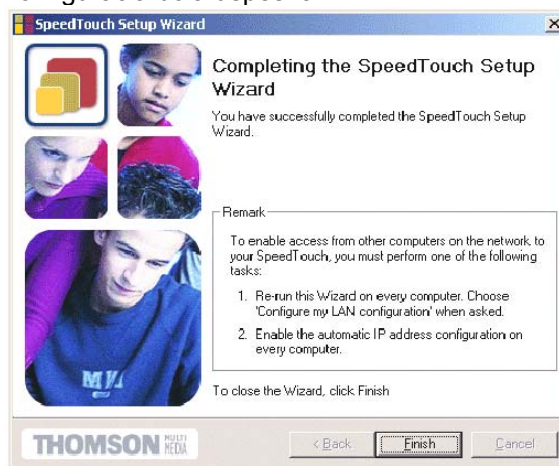 SpeedTouch Setup Wizard
Completing the SpeedTouch Setup
Wizard
You have successfully completed the SpeedTouch Setup
Wizard.
Remark
To enable access from other computers on the network to
your SpeedTouch, you must perform one of the following
tasks:
1. Re-run this Wizard on every computer. Choose
'Configure my LAN configuration' when asked.
2. Enable the automatic IP address configuration on
every computer.
To close the Wizard, click Finish
THOMSON MULTI MEDIA
< Back Finish Cancel